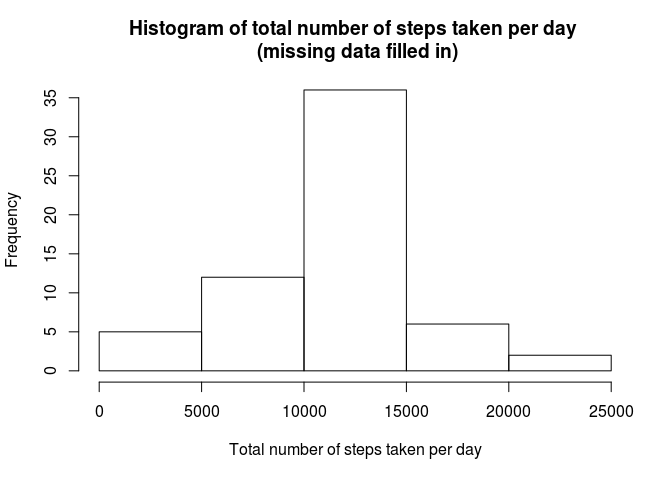 Histogram of total number of steps taken per day
(missing data filled in)
35
30
25
20
15
10
5
0
Frequency
0 5000 10000 15000 20000 25000
Total number of steps taken per day